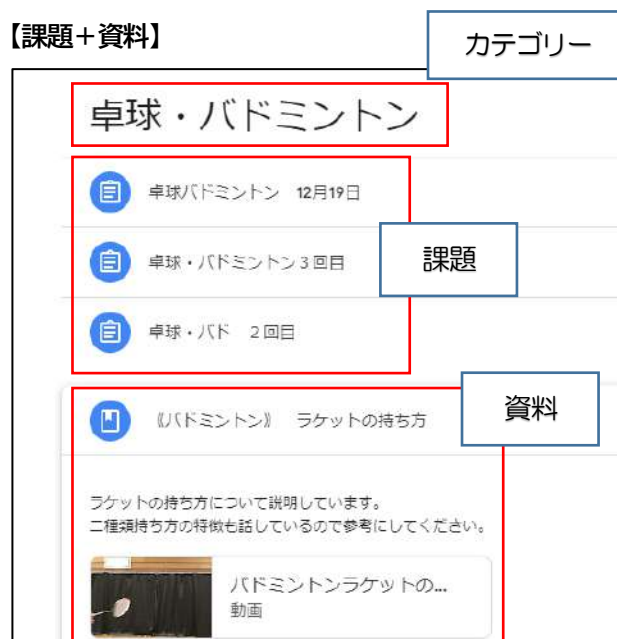 【課題+資料】
カテゴリー
卓球・バドミントン
卓球バドミントン 12月19日
卓球・バドミントン3回目
課題
卓球・バド 2回目
資料
《バドミントン》 ラケットの持ち方
ラケットの持ち方について説明しています。
二種類持ち方の特徴も話しているので参考にしてください。
バドミントンラケットの...
動画